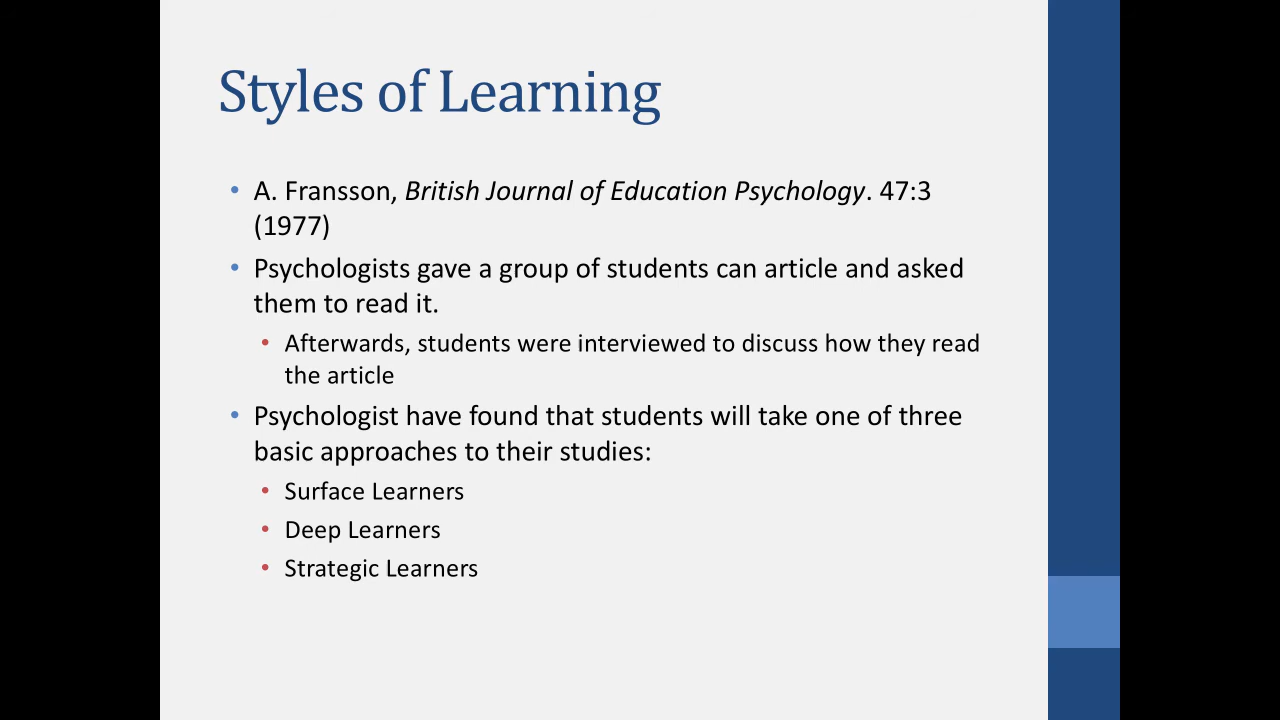 Styles of Learning
• A. Fransson, British Journal of Education Psychology. 47:3
(1977)
• Psychologists gave a group of students can article and asked
them to read it.
• Afterwards, students were interviewed to discuss how they read
the article
• Psychologist have found that students will take one of three
basic approaches to their studies:
• Surface Learners
• Deep Learners
• Strategic Learners